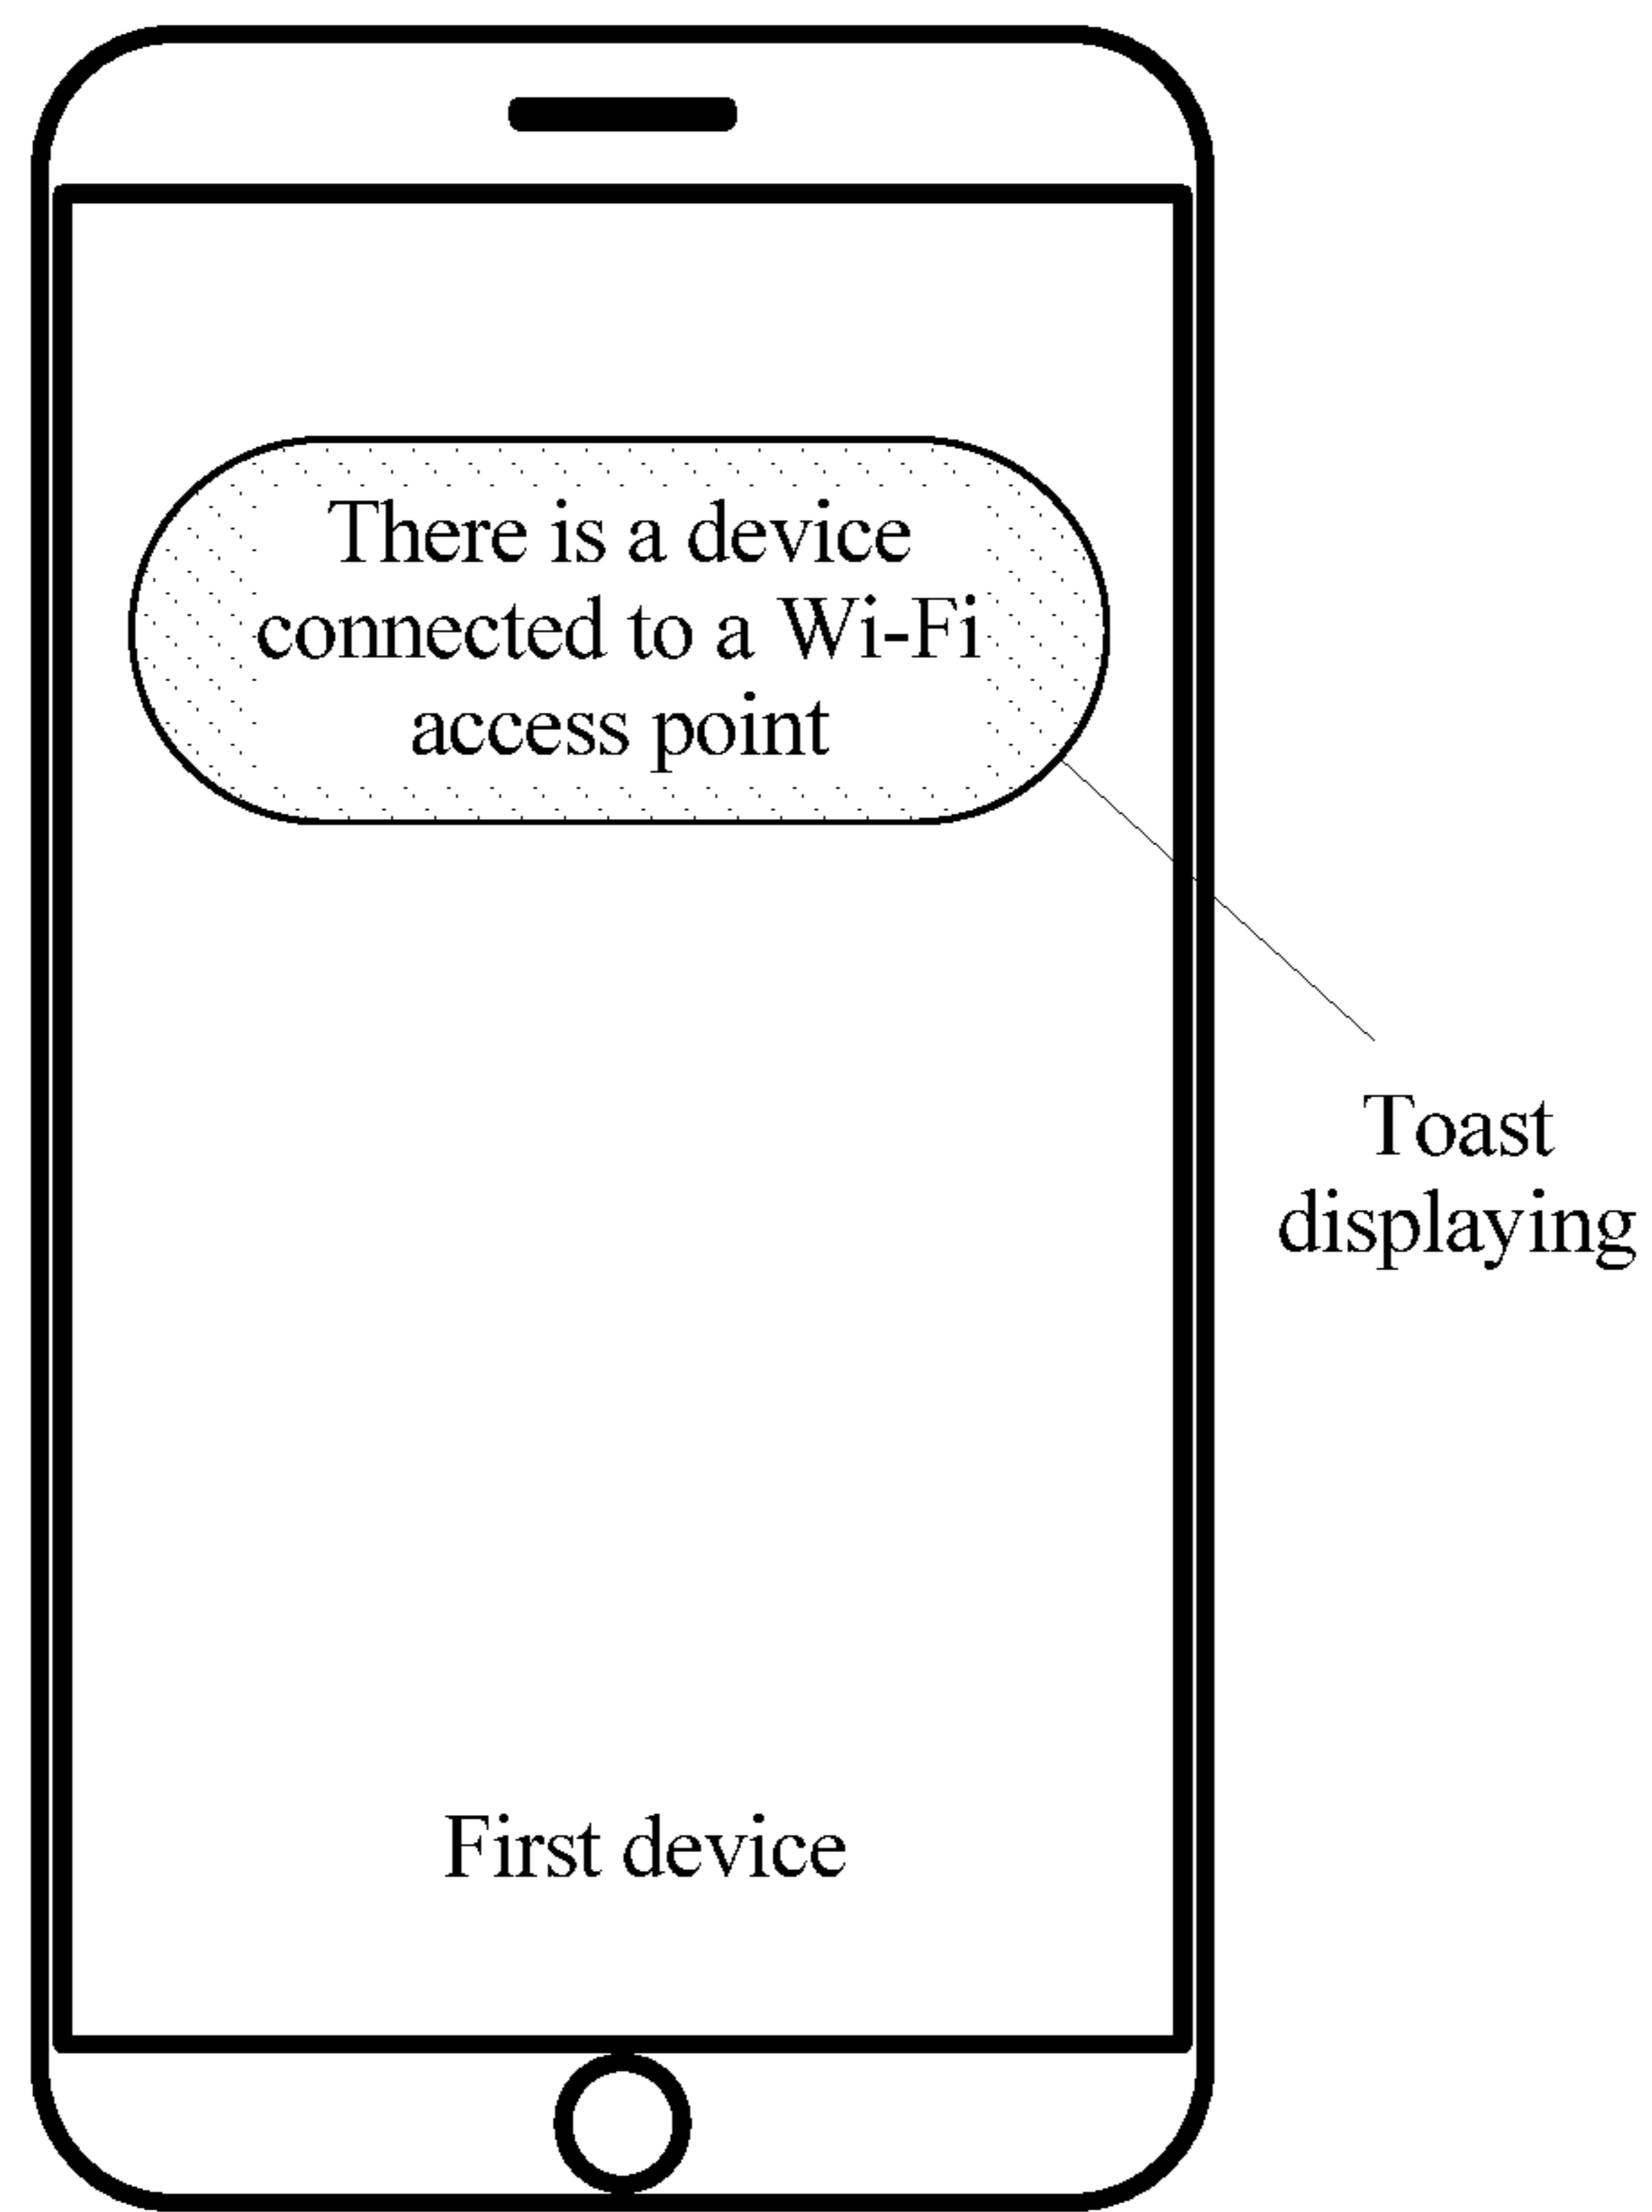 There is a device
connected to a Wi-Fi
access point
Toast
displaying
First device